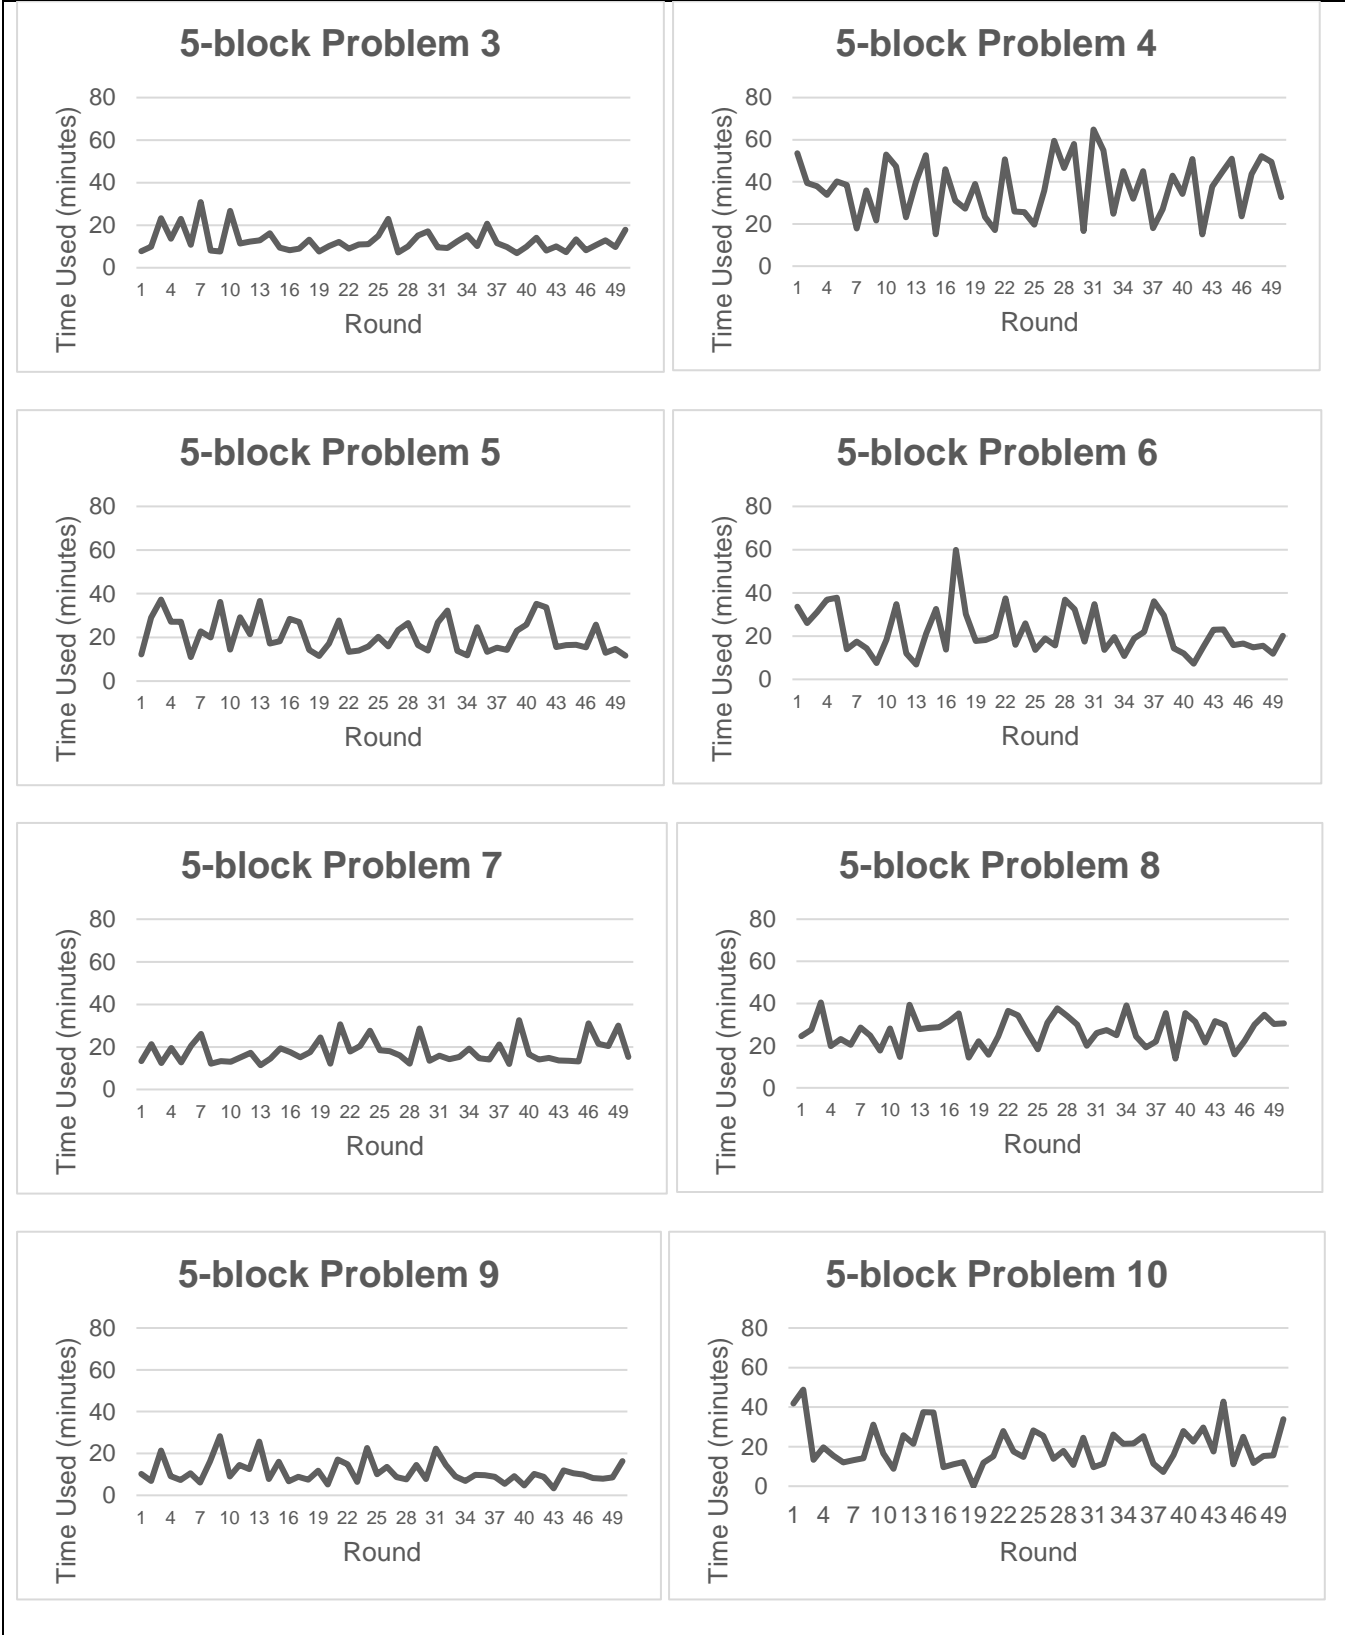 5-block Problem 3
Time Used (minutes)
80
60
40
20
0
1 4 7 10 13 16 19 22 25 28 31 34 37 40 43 46 49
Round
5-block Problem 4
Time Used (minutes)
80
60
40
20
0
1 4 7 10 13 16 19 22 25 28 31 34 37 40 43 46 49
Round
5-block Problem 5
Time Used (minutes)
80
60
40
20
0
1 4 7 10 13 16 19 22 25 28 31 34 37 40 43 46 49
Round
5-block Problem 6
Time Used (minutes)
80
60
40
20
0
1 4 7 10 13 16 19 22 25 28 31 34 37 40 43 46 49
Round
5-block Problem 7
Time Used (minutes)
80
60
40
20
0
1 4 7 10 13 16 19 22 25 28 31 34 37 40 43 46 49
Round
5-block Problem 8
Time Used (minutes)
80
60
40
20
0
1 4 7 10 13 16 19 22 25 28 31 34 37 40 43 46 49
Round
5-block Problem 9
Time Used (minutes)
80
60
40
20
0
1 4 7 10 13 16 19 22 25 28 31 34 37 40 43 46 49
Round
5-block Problem 10
Time Used (minutes)
80
60
40
20
0
1 4 7 10 13 16 19 22 25 28 31 34 37 40 43 46 49
Round